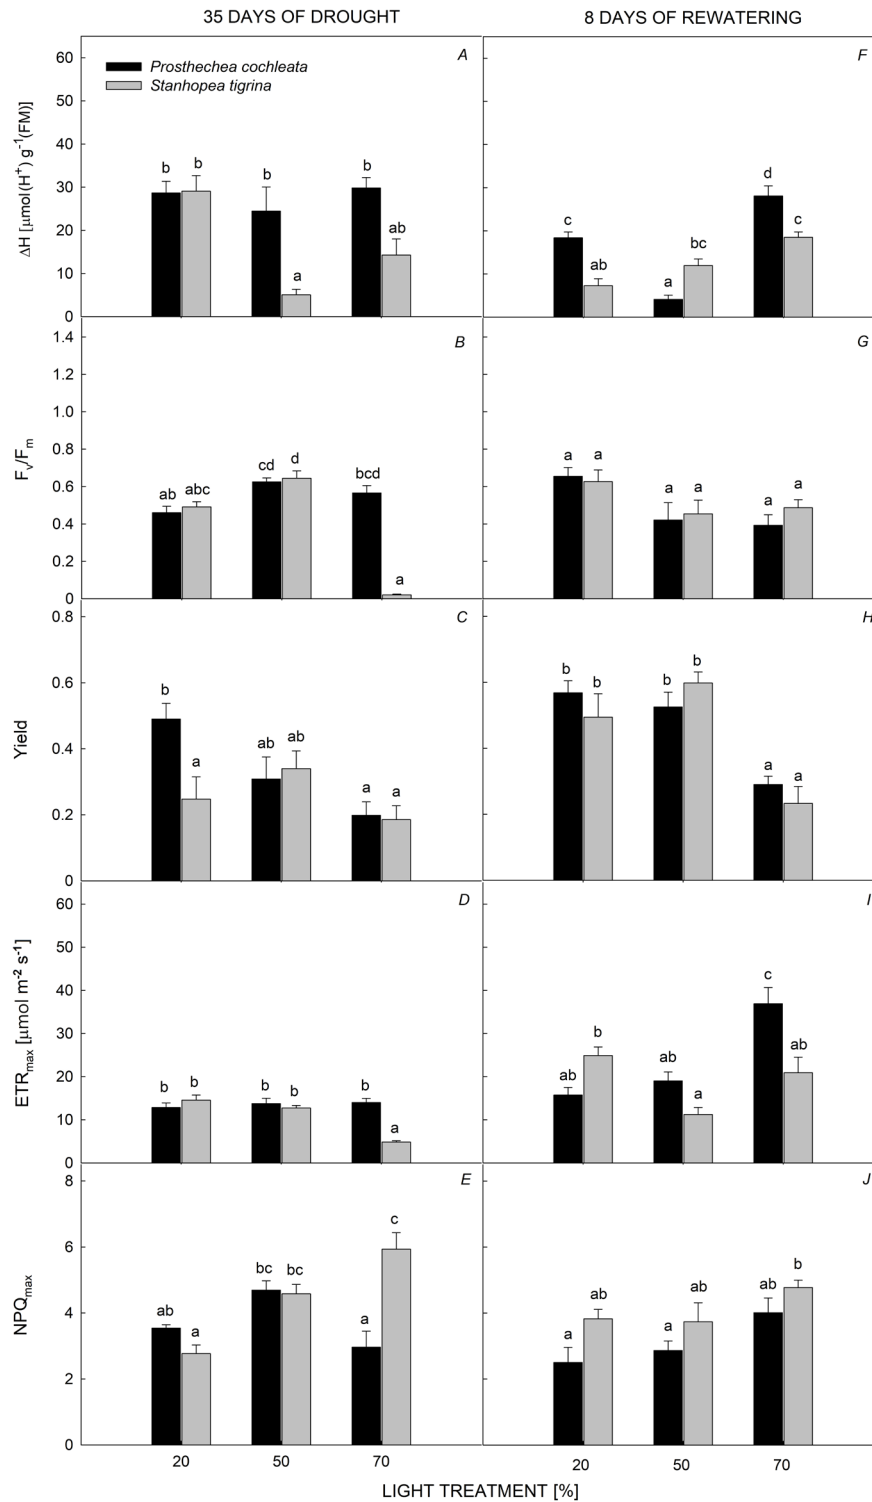 35 DAYS OF DROUGHT
8 DAYS OF REWATERING
A
Prosthechea cochleata
Stanhopea tigrina
ΔH [μmol (H⁺) g⁻¹(FM)]
60
50
40
30
20
10
0
b b b b
a ab
F
c ab a bc d c
B
Fv/Fm
1.4
1.2
1.0
0.8
0.6
0.4
0.2
0
ab abc cd d bcd a
G
a a a a a a
C
Yield
0.8
0.6
0.4
0.2
0
b a ab ab a a
H
b b b b a a
D
ETRmax [μmol m⁻² s⁻¹]
60
50
40
30
20
10
0
b b b b b a
I
ab b ab a c ab
E
NPQmax
8
6
4
2
0
ab a bc bc a c
J
a ab a ab ab b
20 50 70 20 50 70
LIGHT TREATMENT [%]